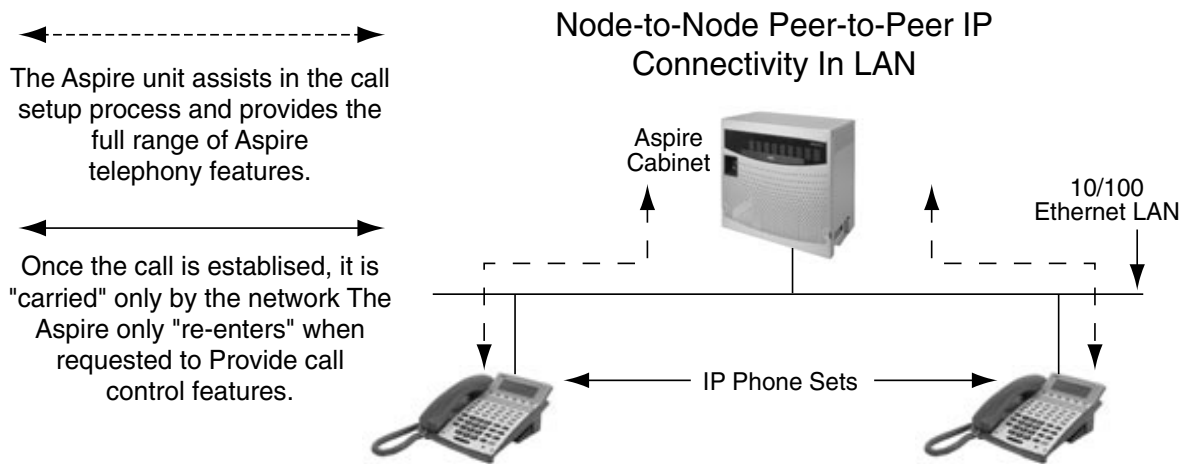 Node-to-Node Peer-to-Peer IP
Connectivity In LAN
The Aspire unit assists in the call
setup process and provides the
full range of Aspire
telephony features.
Once the call is establised, it is
"carried" only by the network The
Aspire only "re-enters" when
requested to Provide call
control features.
Aspire
Cabinet
10/100
Ethernet LAN
IP Phone Sets